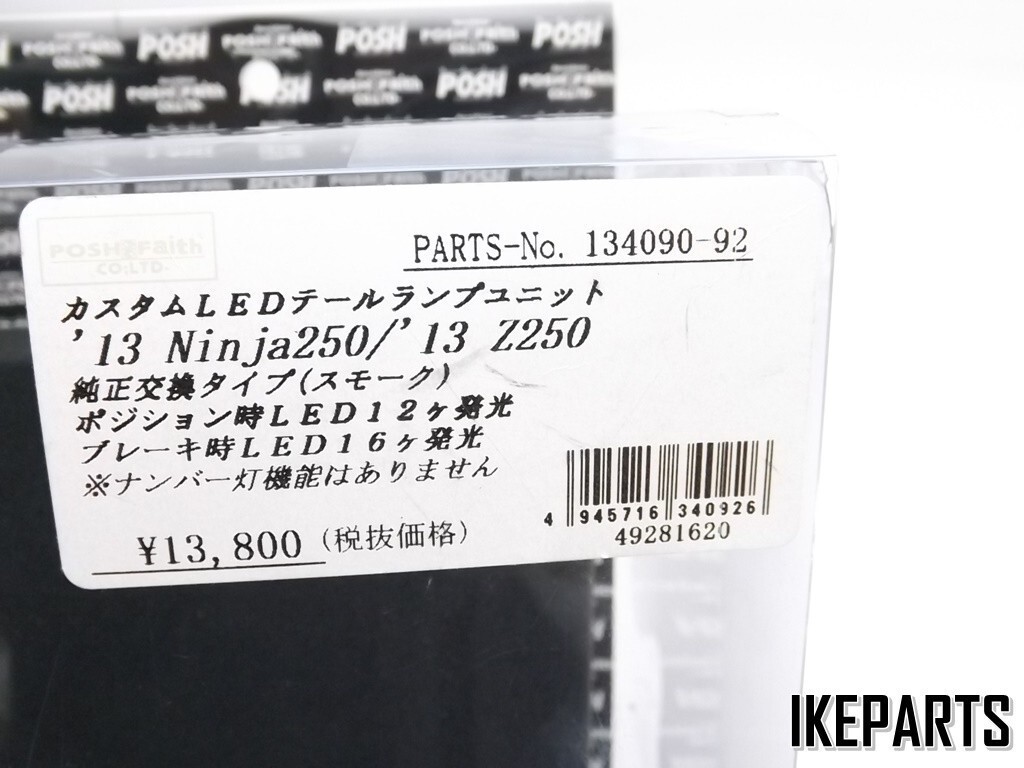 POSH POSH POSH
POSH POSH POSH
POSH Faith
CO.LTD.
PARTS-No. 134090-92
カスタムLEDテールランプユニット
'13 Ninja250/'13 Z250
純正交換タイプ(スモーク)
ポジション時LED12ヶ発光
ブレーキ時LED16ヶ発光
※ナンバー灯機能はありません
¥13,800 (税抜価格)
4 945716 340926
49281620
IKEPARTS